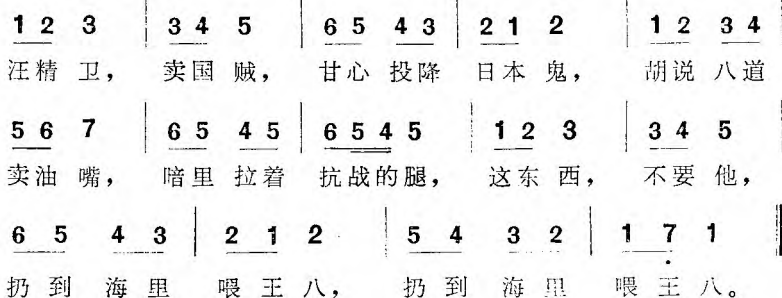 1 2 3 | 3 4 5 | 6 5 4 3 | 2 1 2 | 1 2 3 4
汪精 卫， 卖国 贼， 甘心 投降 日本 鬼， 胡说 八道
5 6 7 | 6 5 4 5 | 6 5 4 5 | 1 2 3 | 3 4 5
卖油 嘴， 暗里 拉着 抗战的腿， 这东 西， 不要 他，
6 5 4 3 | 2 1 2 | 5 4 3 2 | 1 7 1
扔到 海里 喂王 八， 扔到 海里 喂王 八。